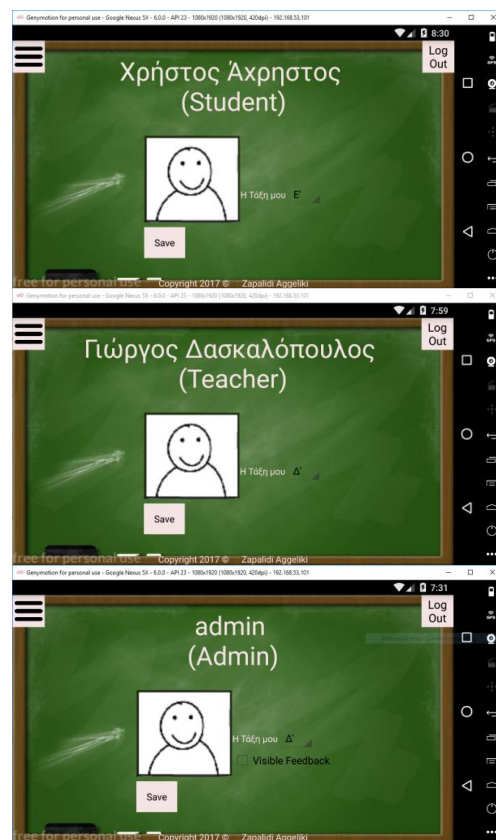 Genymotion for personal use - Google Nexus 5X - 6.0.0 - API 23 - 1080x1920 (1080x1920, 420dpi) - 192.168.53.101
8:30
Log
Out
Χρήστος Άχρηστος
(Student)
Η Τάξη μου Ε'
Save
free for personal use
Copyright 2017 © Zapalidi Aggeliki
Genymotion for personal use - Google Nexus 5X - 6.0.0 - API 23 - 1080x1920 (1080x1920, 420dpi) - 192.168.53.101
7:59
Log
Out
Γιώργος Δασκαλόπουλος
(Teacher)
Η Τάξη μου Δ'
Save
free for personal use
Copyright 2017 © Zapalidi Aggeliki
Genymotion for personal use - Google Nexus 5X - 6.0.0 - API 23 - 1080x1920 (1080x1920, 420dpi) - 192.168.53.101
7:31
Log
Out
admin
(Admin)
Η Τάξη μου Δ'
Visible Feedback
Save
free for personal use
Copyright 2017 © Zapalidi Aggeliki